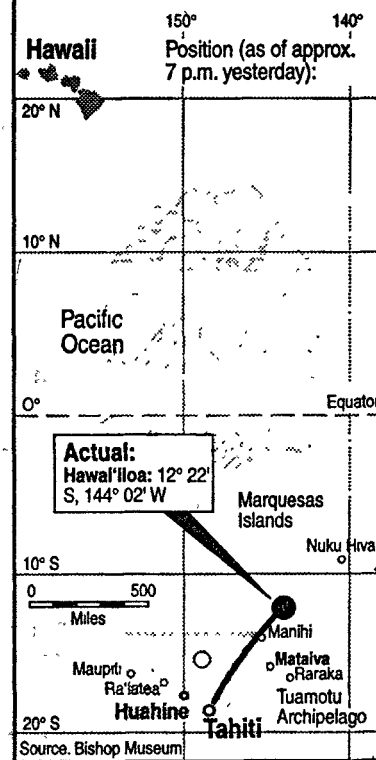 150°
140°
Hawaii
Position (as of approx.
7 p.m. yesterday):
20° N
10° N
Pacific
Ocean
0°
Equator
Actual:
Hawai'iloa: 12° 22'
S, 144° 02' W
Marquesas
Islands
Nuku Hiva
10° S
0
500
Miles
Manihi
Maupiti
Mataiva
Ra'iatea
Raraka
Huahine
Tahiti
Tuamotu
Archipelago
20° S
Source. Bishop Museum